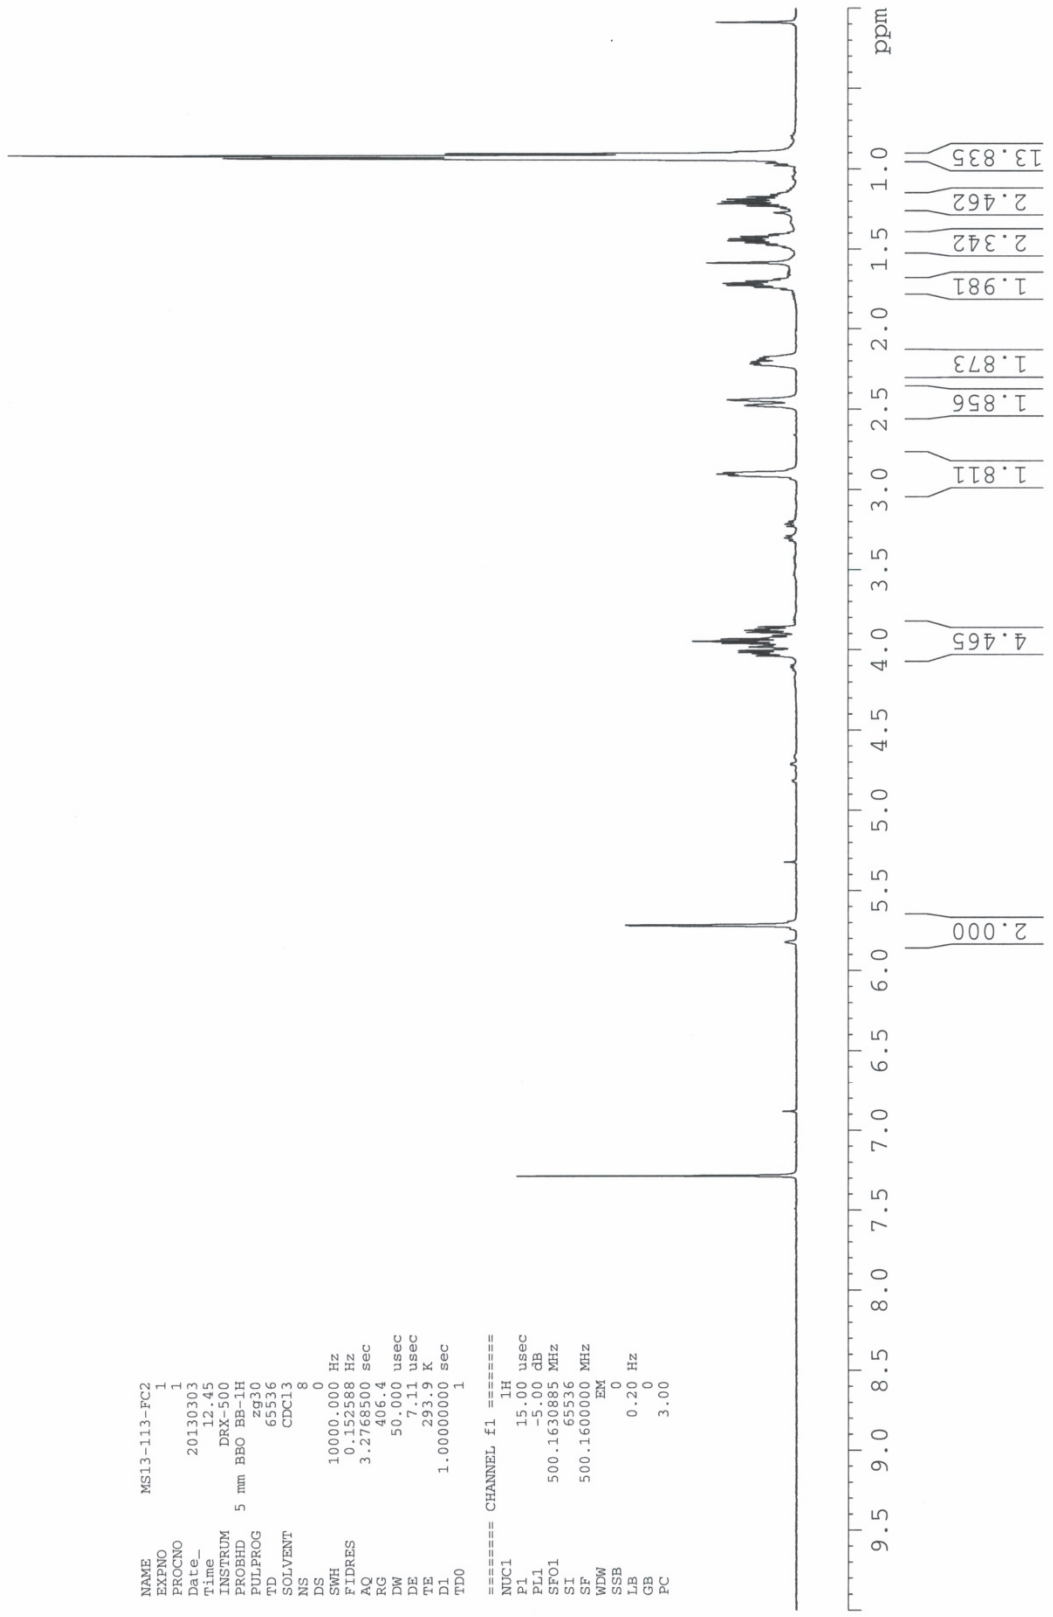 NAME MS13-113-FC2
EXPNO 1
PROCNO 1
Date_ 20130303
Time 12.45
INSTRUM DRX-500
PROBHD 5 mm BBO BB-1H
PULPROG zg30
TD 65536
SOLVENT CDCl3
NS 8
DS 0
SWH 10000.000 Hz
FIDRES 0.152588 Hz
AQ 3.2768500 sec
RG 406.4
DW 50.000 usec
DE 7.11 usec
TE 293.9 K
D1 1.00000000 sec
TD0 1
======== CHANNEL f1 ========
NUC1 1H
P1 15.00 usec
PL1 -5.00 dB
SFO1 500.1630885 MHz
SI 65536
SF 500.1600000 MHz
WDW EM
SSB 0
LB 0.20 Hz
GB 0
PC 3.00
9.5 9.0 8.5 8.0 7.5 7.0 6.5 6.0 5.5 5.0 4.5 4.0 3.5 3.0 2.5 2.0 1.5 1.0 ppm
2.000 4.465 1.811 1.856 1.873 1.981 2.342 2.462 13.835